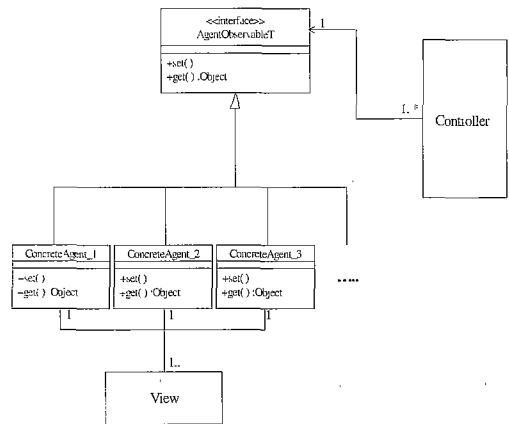 <<interface>>
AgentObservableT
+set()
+get() :Object
1
1..*
Controller
ConcreteAgent_1
+set()
+get() :Object
ConcreteAgent_2
+set()
+get() :Object
ConcreteAgent_3
+set()
+get() :Object
.....
1
1
1
1..
View